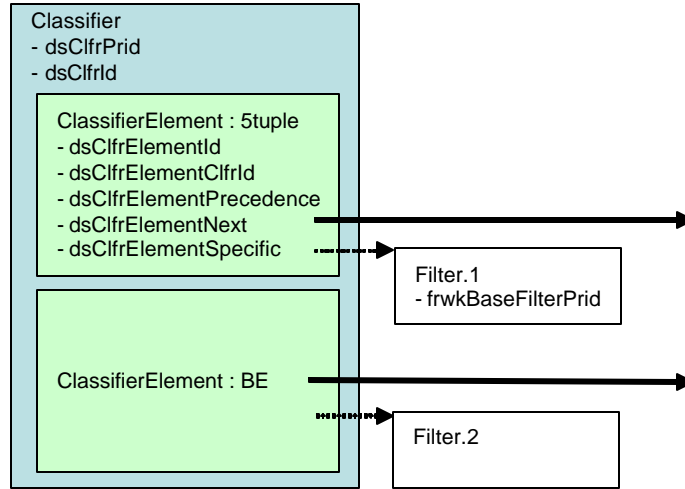 Classifier
- dsClfrPrid
- dsClfrId
ClassifierElement : 5tuple
- dsClfrElementId
- dsClfrElementClfrId
- dsClfrElementPrecedence
- dsClfrElementNext
- dsClfrElementSpecific
Filter.1
- frwkBaseFilterPrid
ClassifierElement : BE
Filter.2